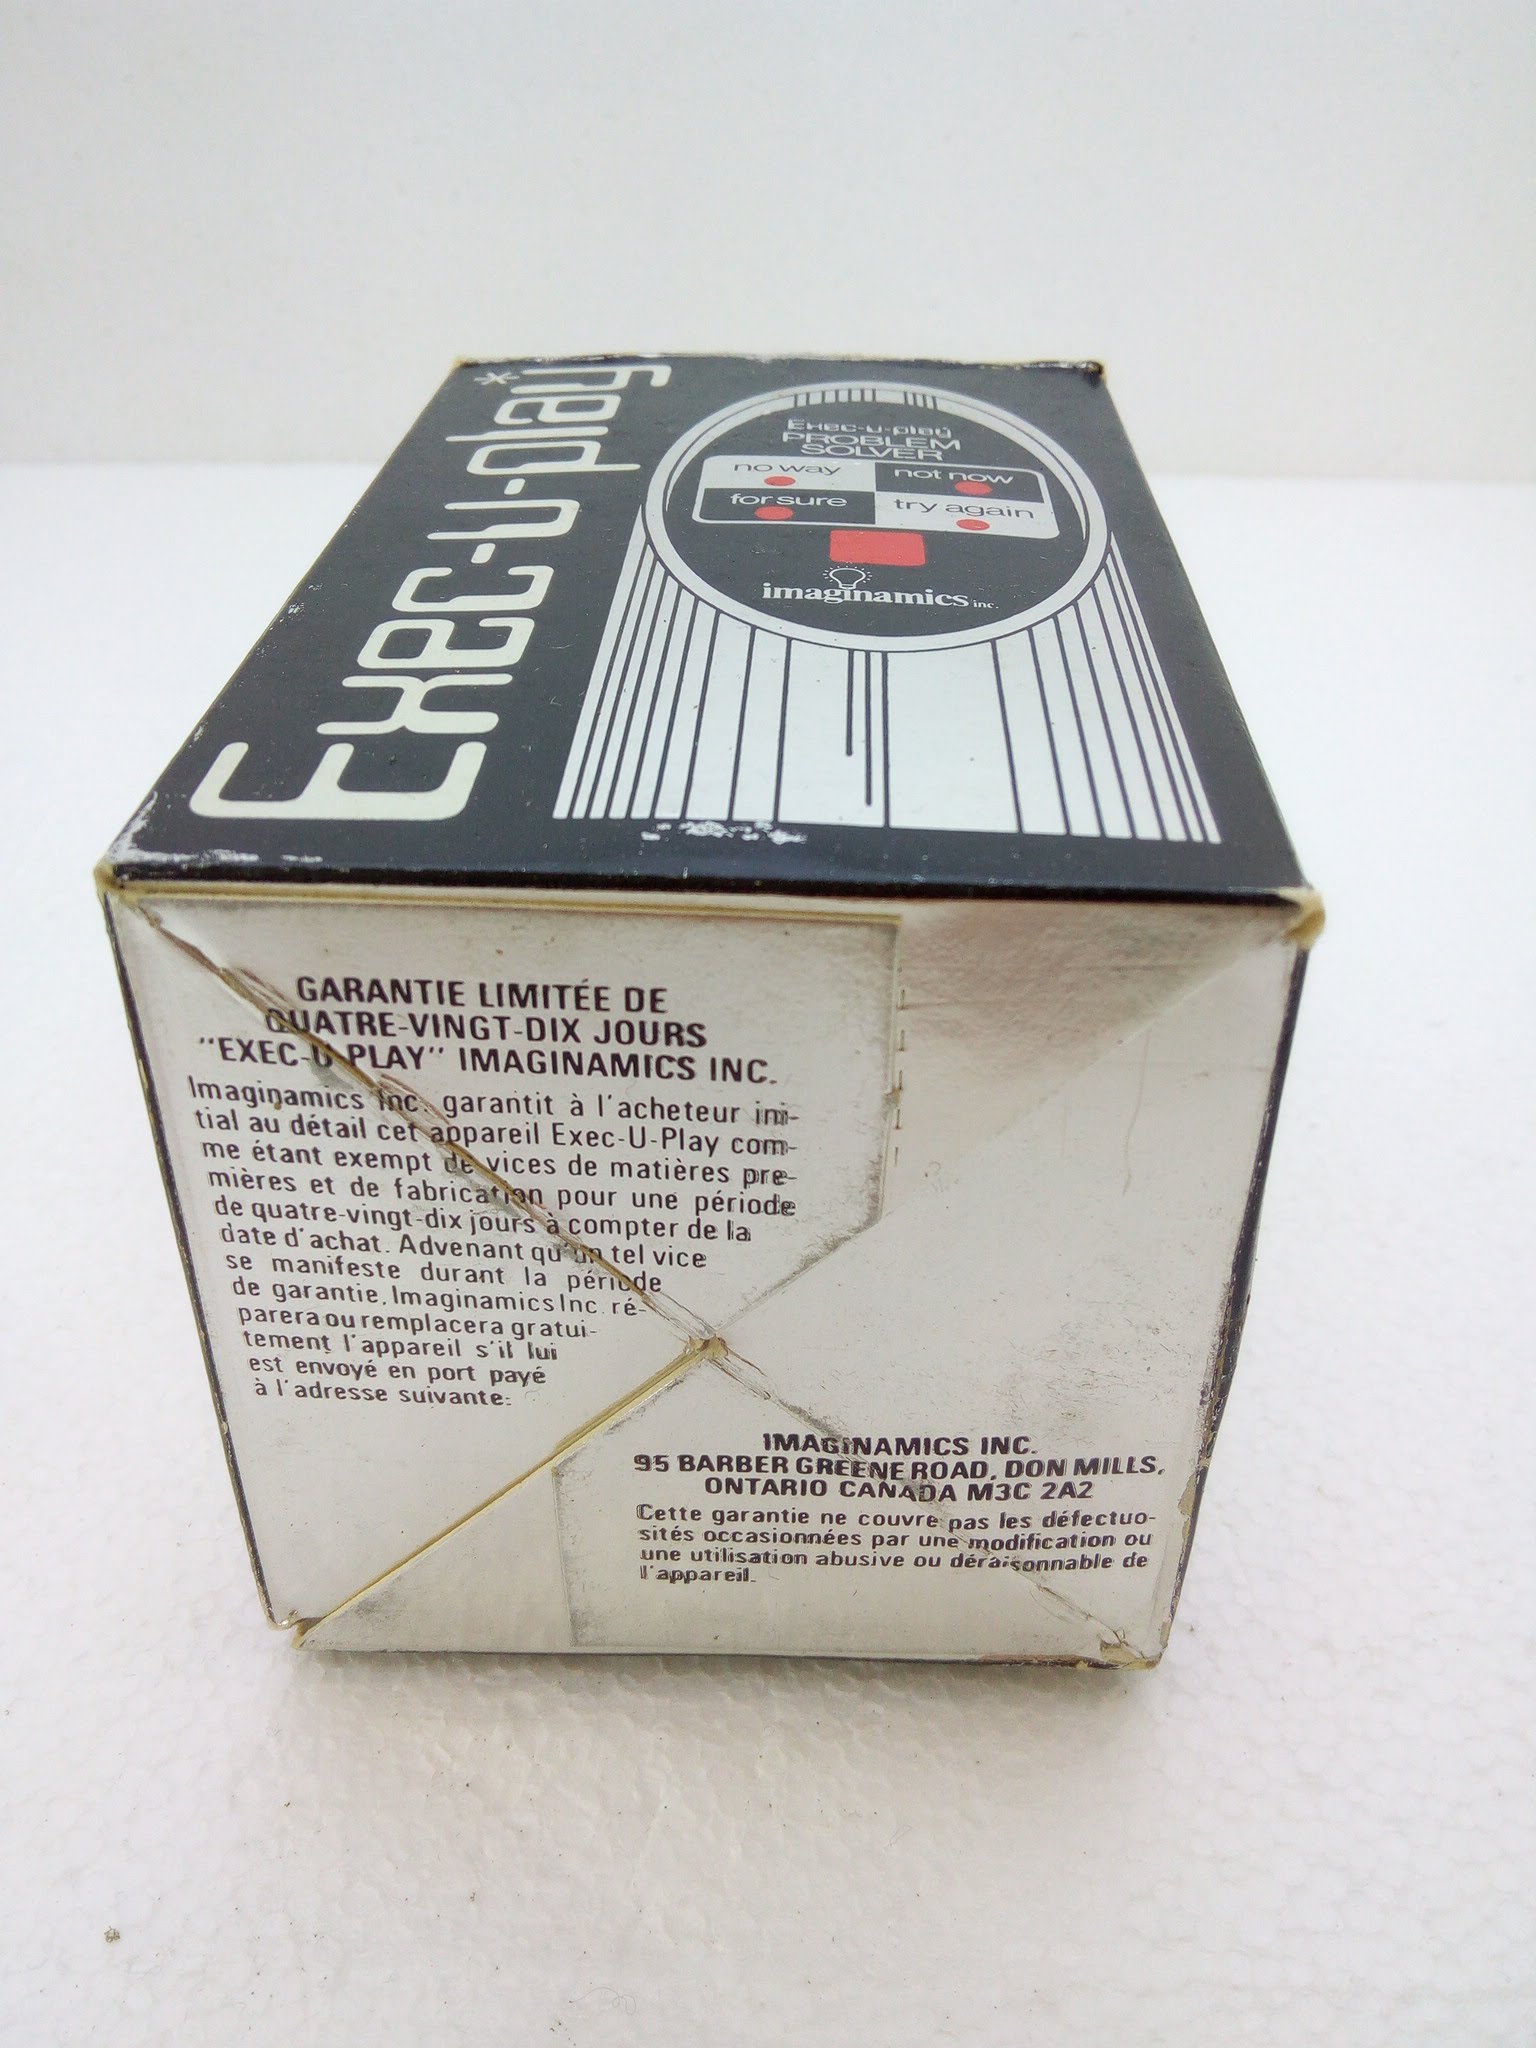 Exec-u-play*
Exec-u-play
PROBLEM
SOLVER
no way
not now
for sure
try again
imaginamics inc.
GARANTIE LIMITÉE DE
QUATRE-VINGT-DIX JOURS
"EXEC-U-PLAY" IMAGINAMICS INC.
Imaginamics Inc. garantit à l'acheteur ini-
tial au détail cet appareil Exec-U-Play com-
me étant exempt de vices de matières pre-
mières et de fabrication pour une période
de quatre-vingt-dix jours à compter de la
date d'achat. Advenant qu'un tel vice
se manifeste durant la période
de garantie, Imaginamics Inc. ré-
parera ou remplacera gratui-
tement l'appareil s'il lui
est envoyé en port payé
à l'adresse suivante:
IMAGINAMICS INC.
95 BARBER GREENE ROAD, DON MILLS,
ONTARIO CANADA M3C 2A2
Cette garantie ne couvre pas les défectuo-
sités occasionnées par une modification ou
une utilisation abusive ou déraisonnable de
l'appareil.